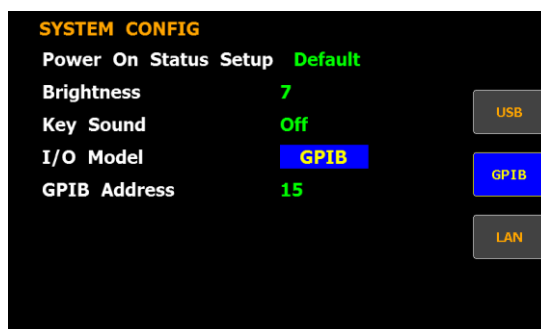 SYSTEM CONFIG
Power On Status Setup Default
Brightness 7
Key Sound Off
I/O Model GPIB
GPIB Address 15
USB
GPIB
LAN